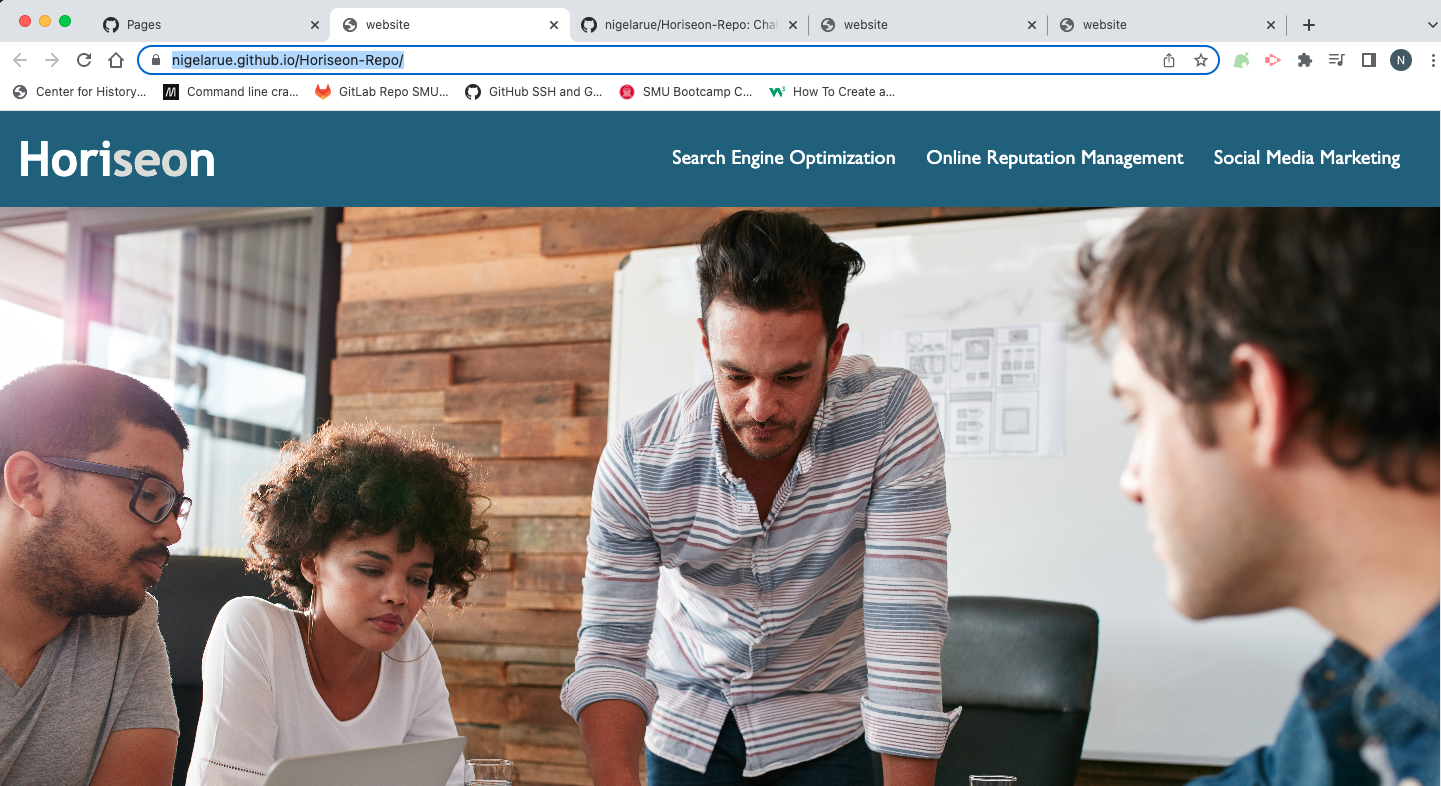 Pages
website
nigelarue/Horiseon-Repo: Chal
website
website
nigelarue.github.io/Horiseon-Repo/
N
Center for History...
Command line cra...
GitLab Repo SMU...
GitHub SSH and G...
SMU Bootcamp C...
How To Create a...
Horiseon
Search Engine Optimization
Online Reputation Management
Social Media Marketing